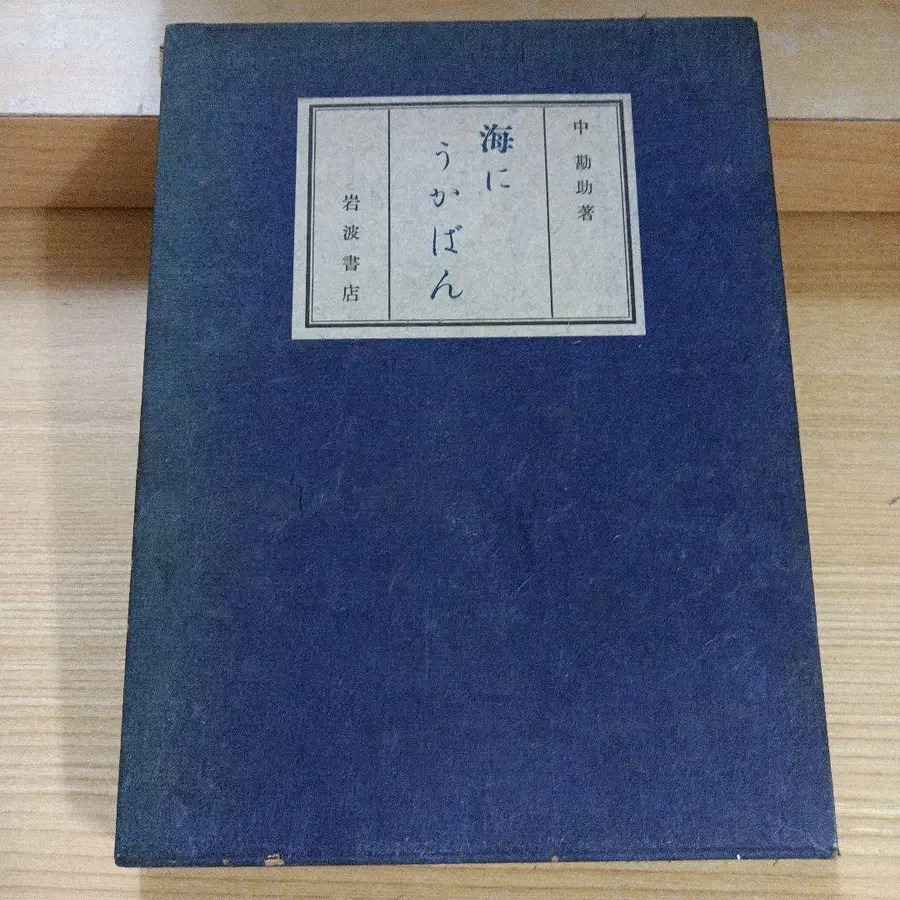 中勘助著
海に
うかばん
岩波書店